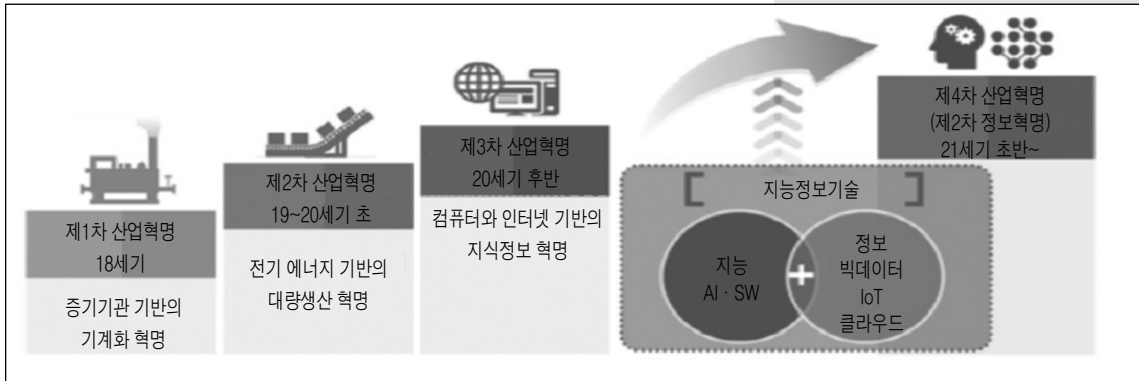 제1차 산업혁명
18세기
증기기관 기반의
기계화 혁명
제2차 산업혁명
19~20세기 초
전기 에너지 기반의
대량생산 혁명
제3차 산업혁명
20세기 후반
컴퓨터와 인터넷 기반의
지식정보 혁명
제4차 산업혁명
(제2차 정보혁명)
21세기 초반~
[ 지능정보기술 ]
지능
AI · SW
+
정보
빅데이터
IoT
클라우드